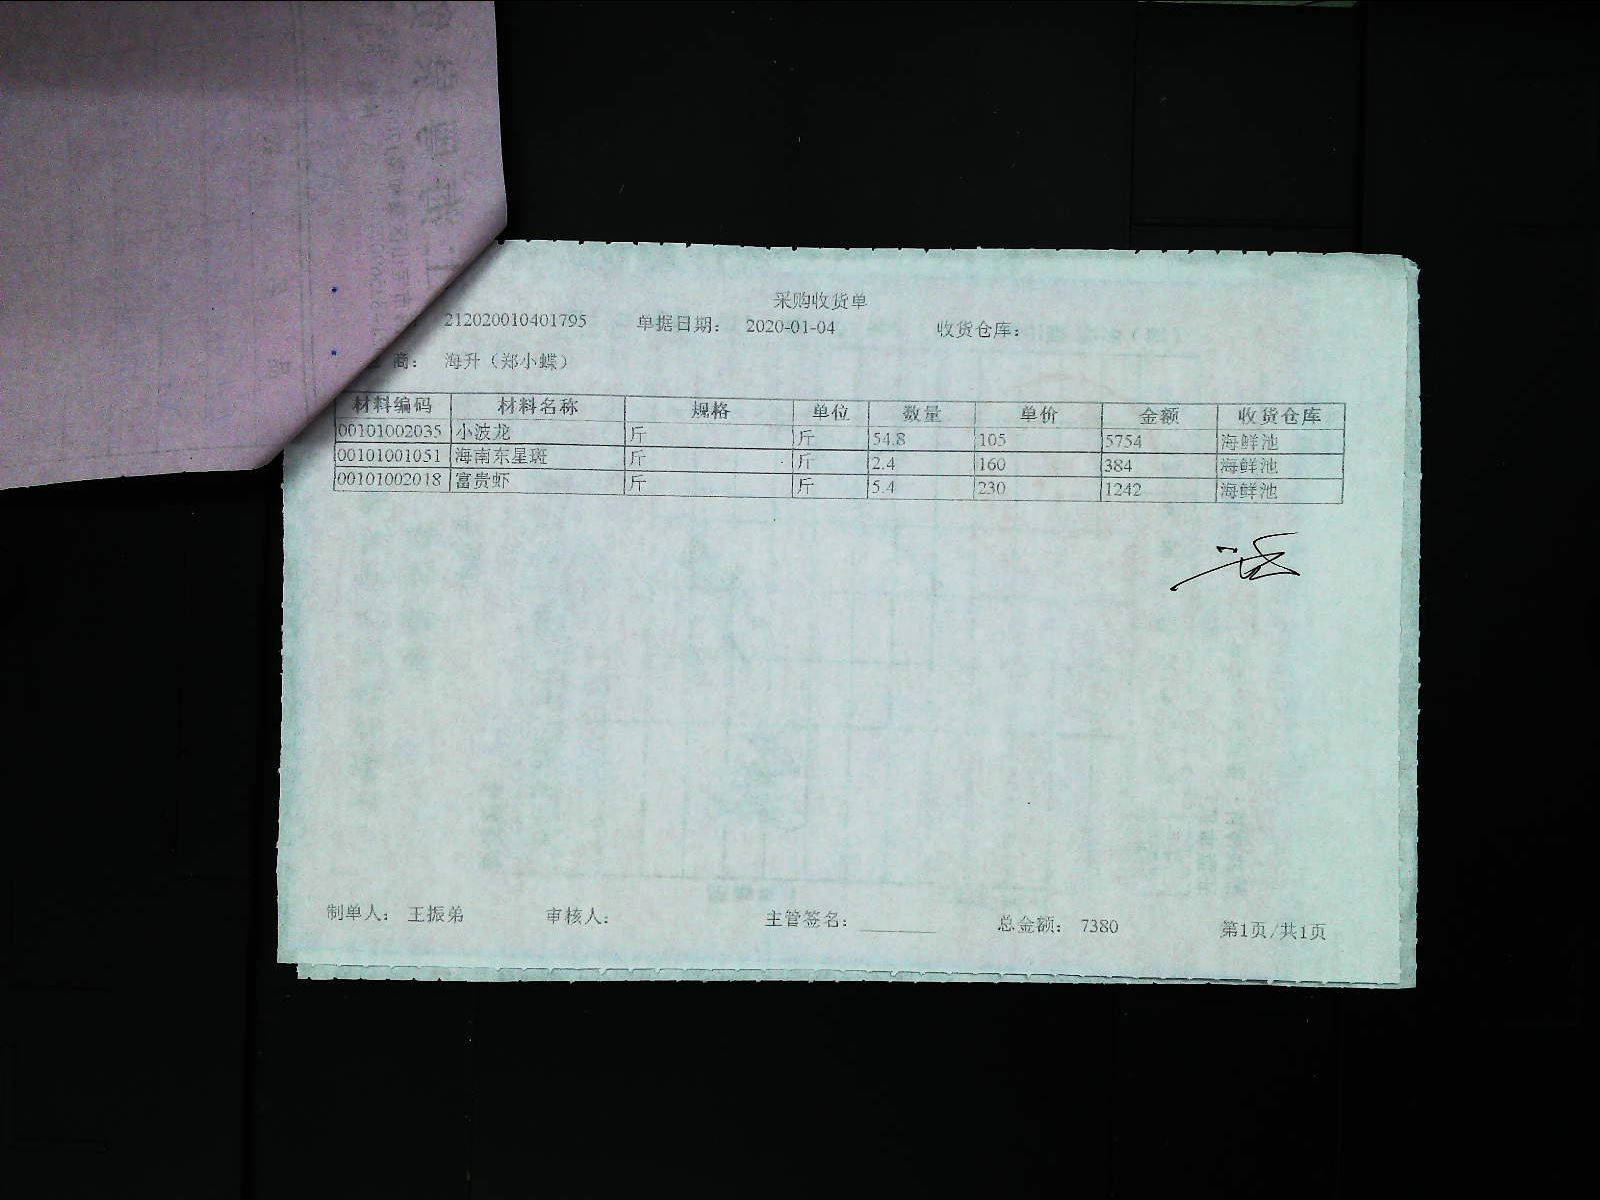 采购收货单
212020010401795 单据日期： 2020-01-04 收货仓库：
商： 海升（郑小蝶）
材料编码 材料名称 规格 单位 数量 单价 金额 收货仓库
00101002035 小波龙 斤 斤 54.8 105 5754 海鲜池
00101001051 海南东星斑 斤 斤 2.4 160 384 海鲜池
00101002018 富贵虾 斤 斤 5.4 230 1242 海鲜池
制单人： 王振弟 审核人： 主管签名： 总金额： 7380 第1页/共1页